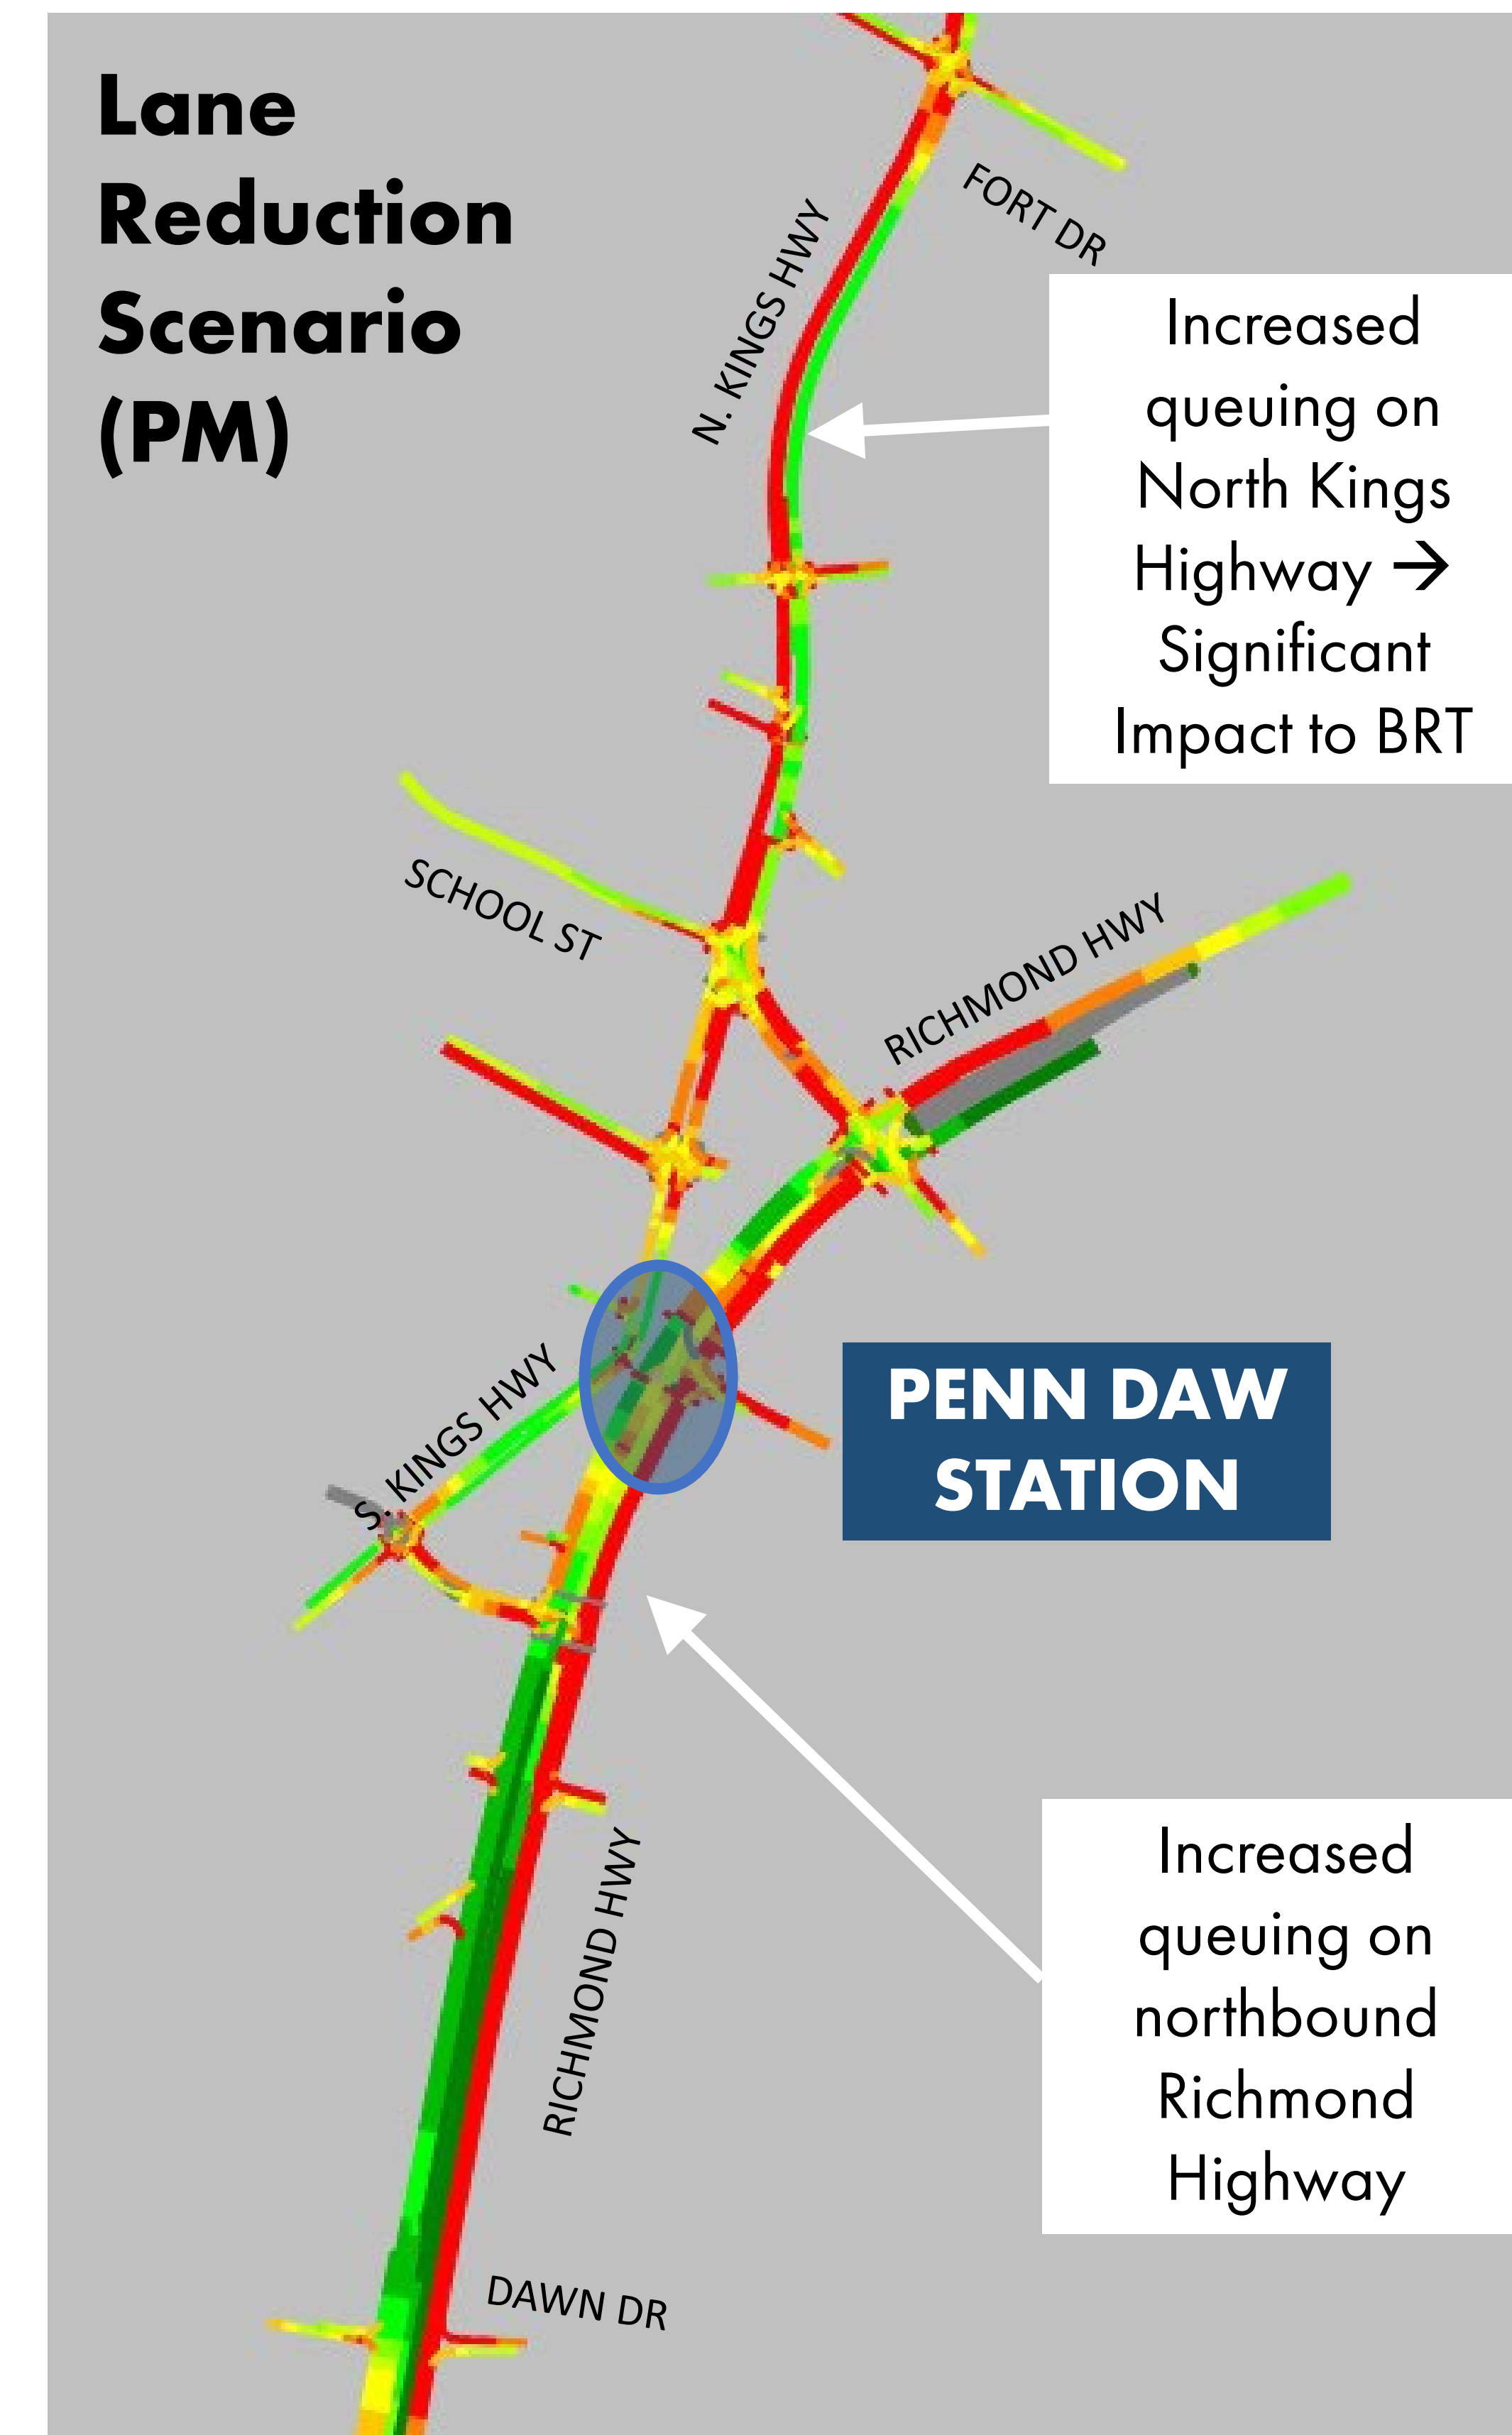 Lane
Reduction
Scenario
(PM)
FORT DR
N. KINGS HWY
Increased
queuing on
North Kings
Highway →
Significant
Impact to BRT
SCHOOL ST
RICHMOND HWY
S. KINGS HWY
PENN DAW
STATION
RICHMOND HWY
Increased
queuing on
northbound
Richmond
Highway
DAWN DR